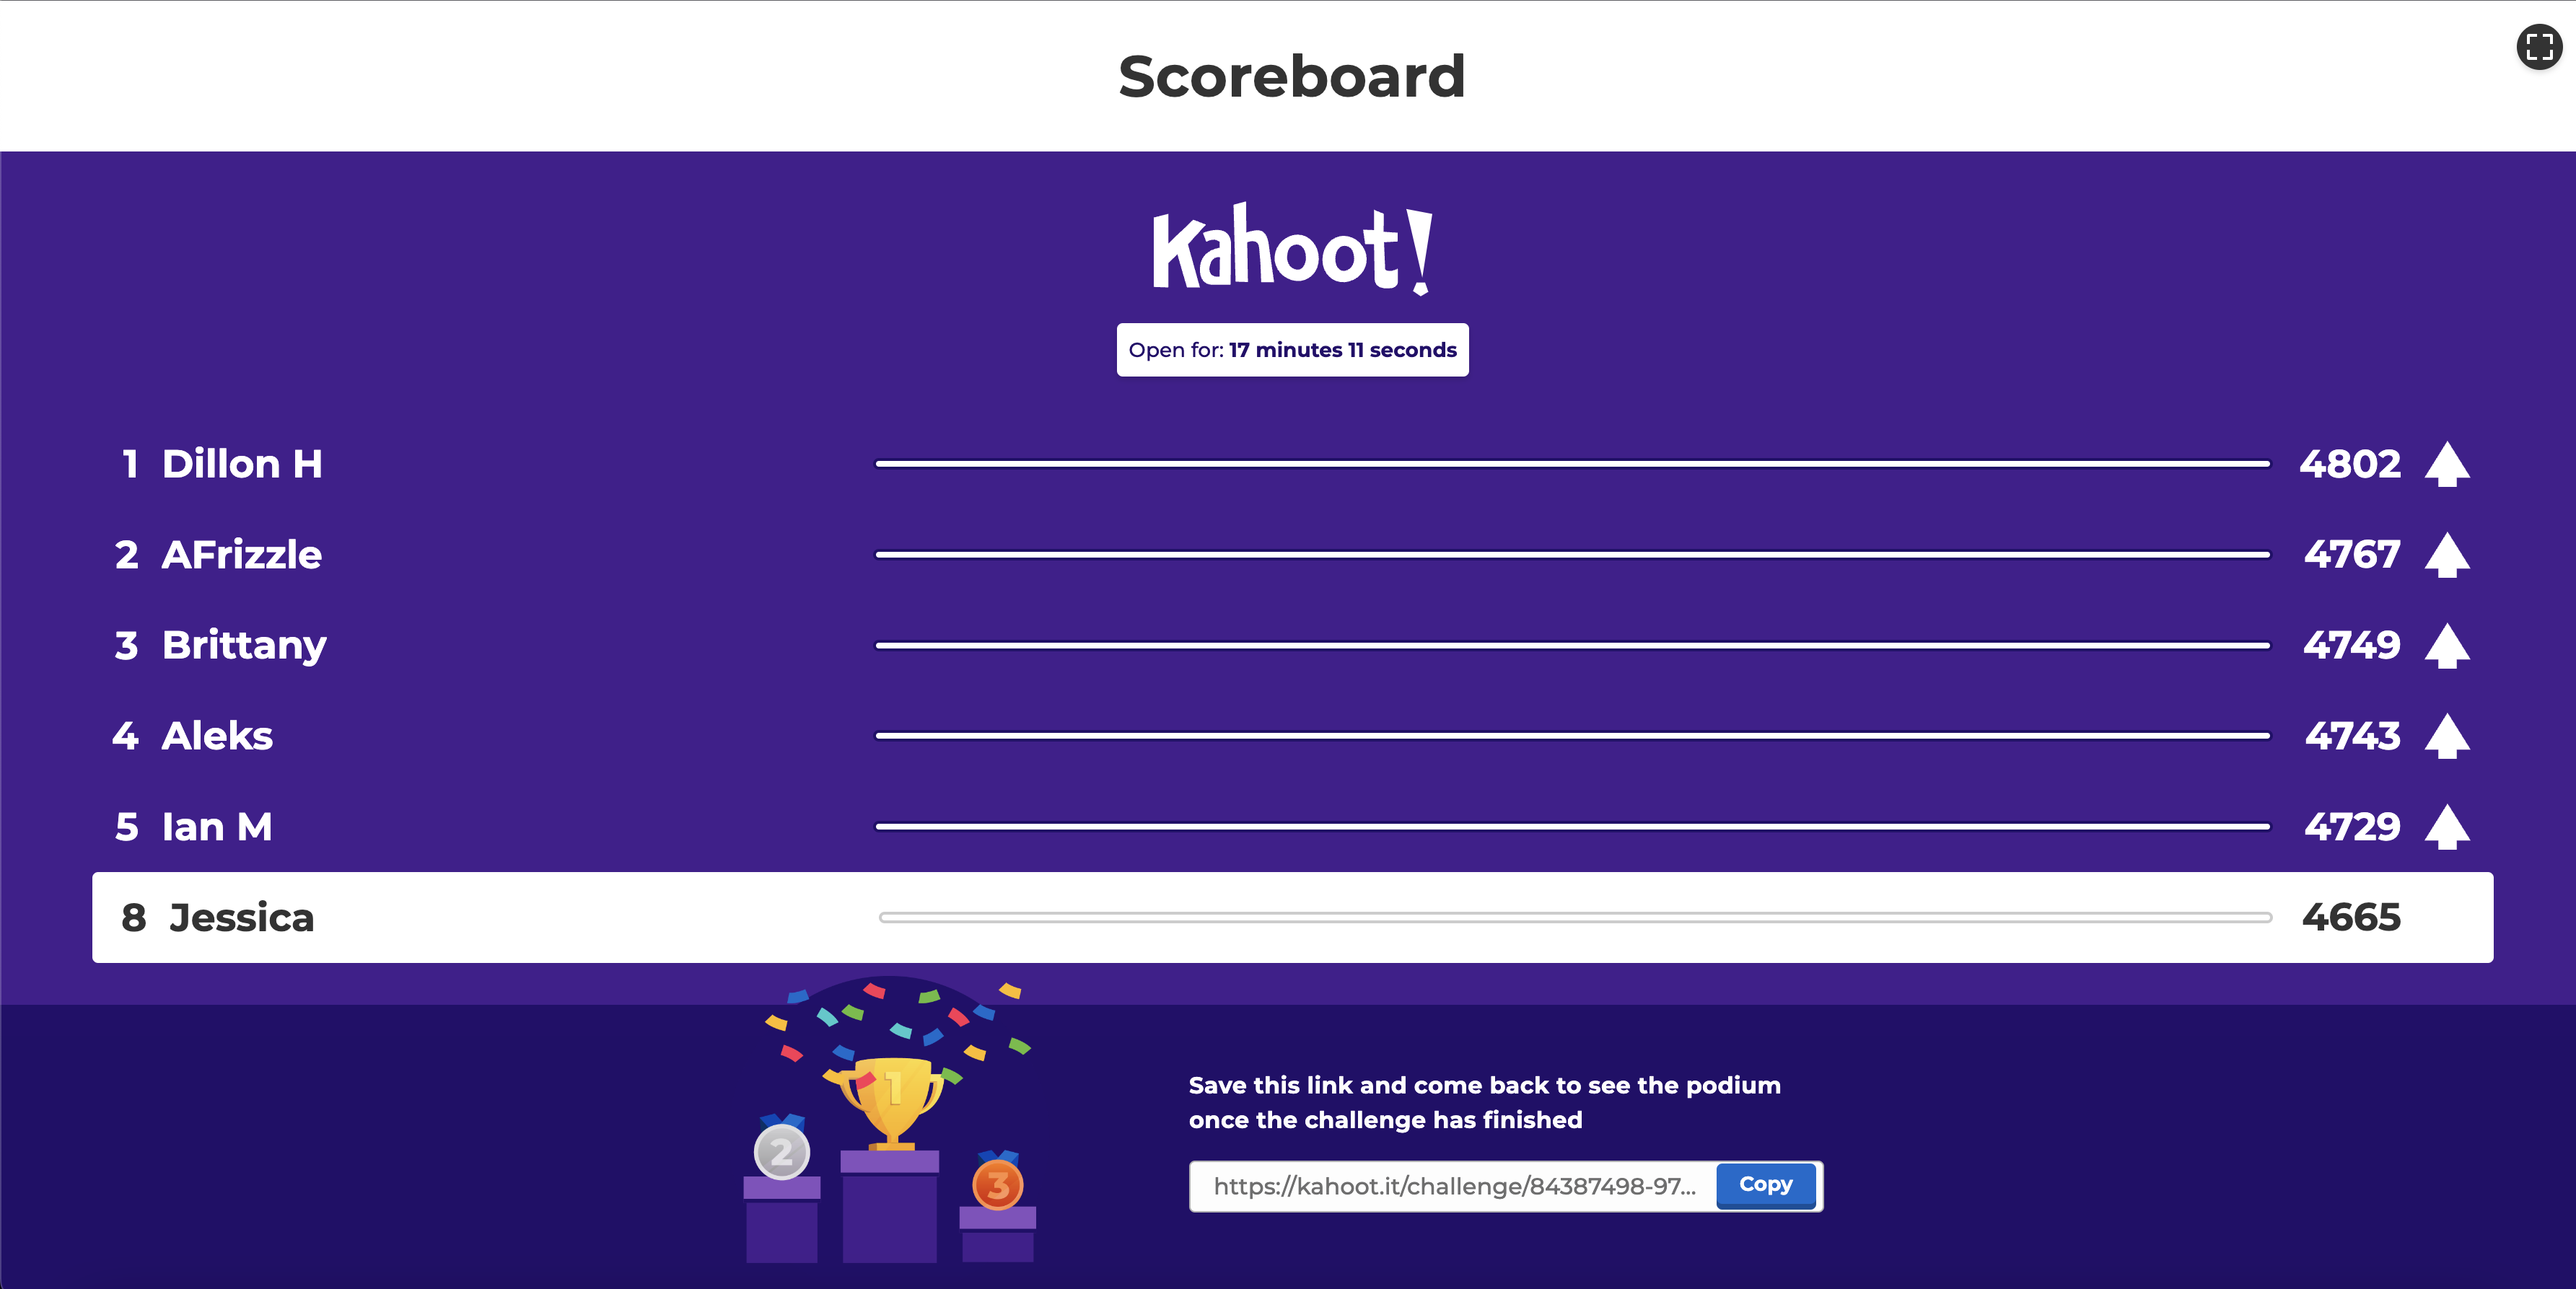 Scoreboard
Kahoot!
Open for: 17 minutes 11 seconds
1 Dillon H 4802
2 AFrizzle 4767
3 Brittany 4749
4 Aleks 4743
5 Ian M 4729
8 Jessica 4665
1
2
3
Save this link and come back to see the podium
once the challenge has finished
https://kahoot.it/challenge/84387498-97... Copy